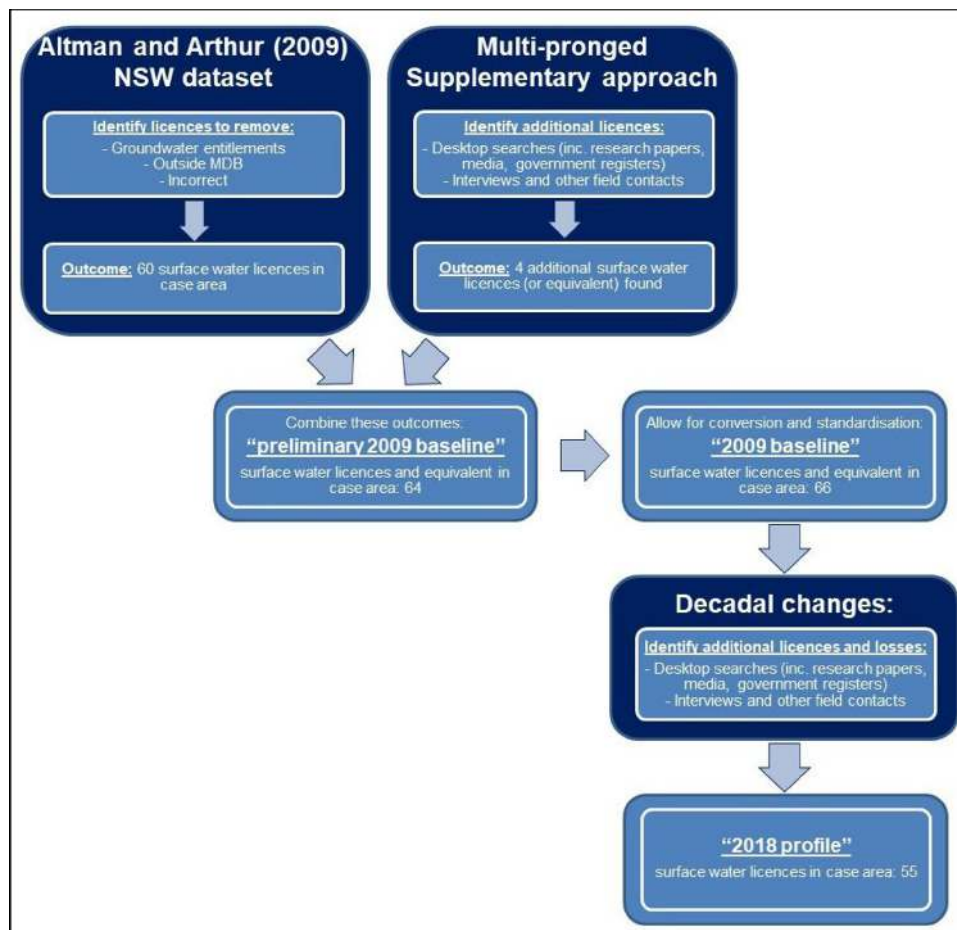 Altman and Arthur (2009)
NSW dataset
Identify licences to remove:
- Groundwater entitlements
- Outside MDB
- Incorrect
Outcome: 60 surface water licences in
case area
Multi-pronged
Supplementary approach
Identify additional licences:
- Desktop searches (inc. research papers,
media, government registers)
- Interviews and other field contacts
Outcome: 4 additional surface water
licences (or equivalent) found
Combine these outcomes:
“preliminary 2009 baseline”
surface water licences and equivalent in
case area: 64
Allow for conversion and standardisation:
“2009 baseline”
surface water licences and equivalent in
case area: 66
Decadal changes:
Identify additional licences and losses:
- Desktop searches (inc. research papers,
media, government registers)
- Interviews and other field contacts
“2018 profile”
surface water licences in case area: 55